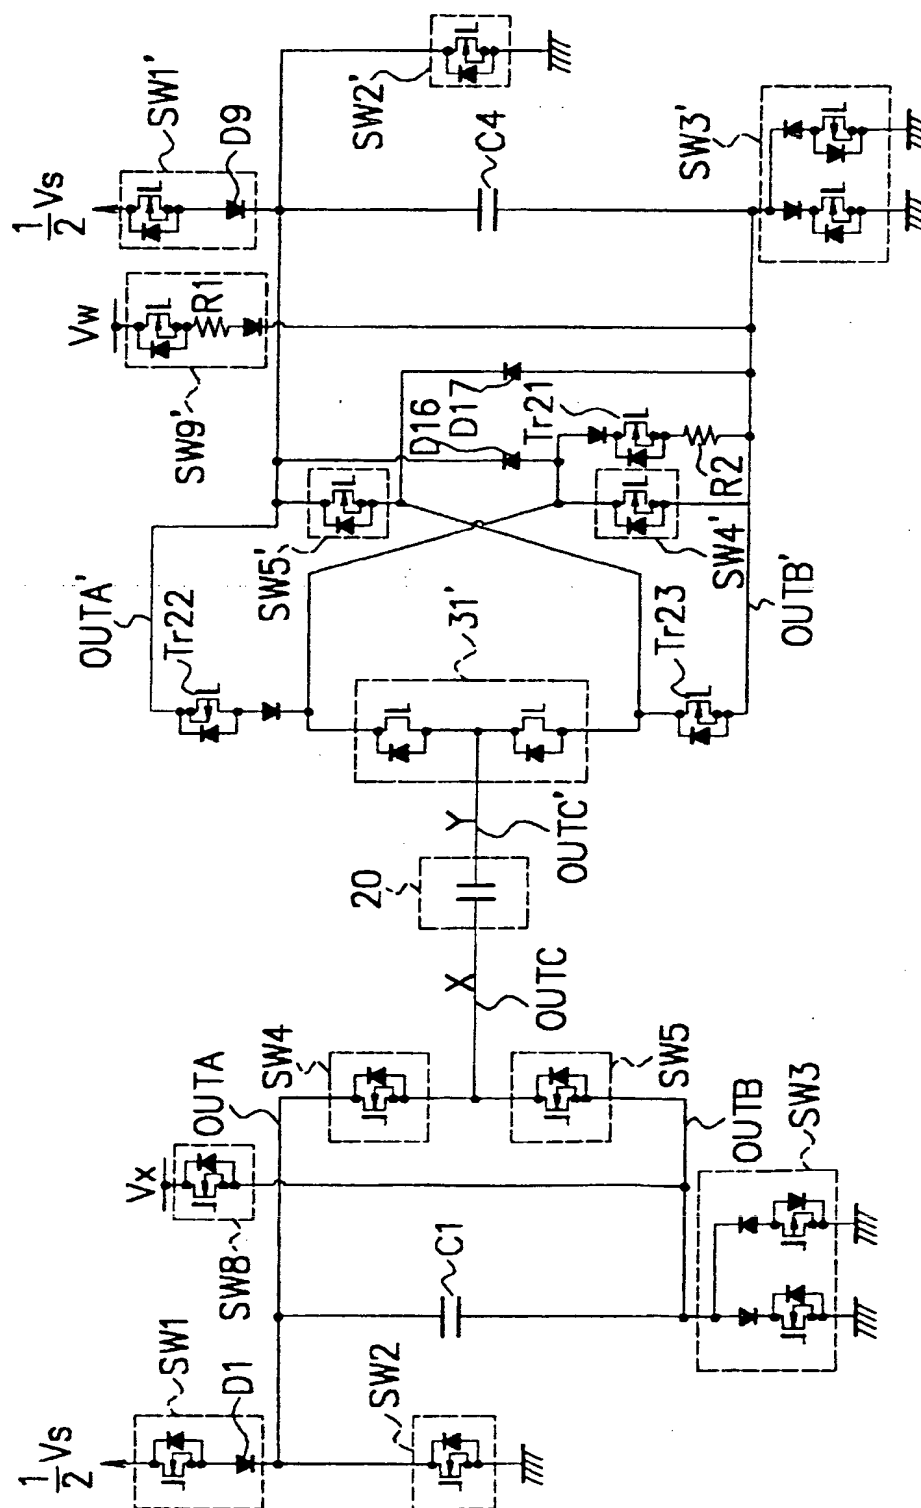 1/2 Vs
SW1'
D9
SW2'
Vw
SW9'
R1
C4
SW3'
OUTA'
Tr22
SW5'
D16
D17
Tr21
R2
SW4'
31'
Tr23
OUTB'
20
Y
OUTC'
X
OUTC
SW4
OUTA
SW5
OUTB
Vx
SW8
C1
SW3
1/2 Vs
SW1
D1
SW2